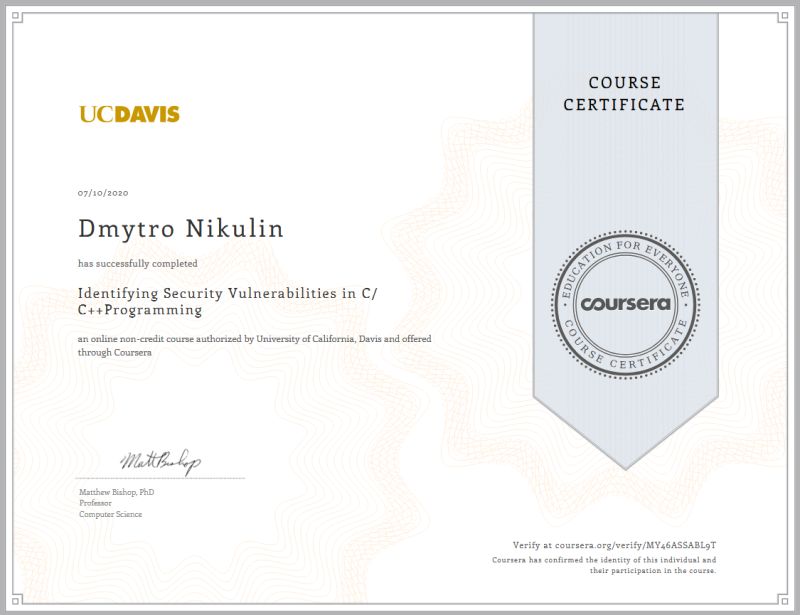 COURSE
CERTIFICATE
UCDAVIS
07/10/2020
Dmytro Nikulin
has successfully completed
Identifying Security Vulnerabilities in C/
C++Programming
an online non-credit course authorized by University of California, Davis and offered
through Coursera
EDUCATION FOR EVERYONE
coursera
COURSE CERTIFICATE
Matt Bishop
Matthew Bishop, PhD
Professor
Computer Science
Verify at coursera.org/verify/MY46ASSABL9T
Coursera has confirmed the identity of this individual and
their participation in the course.